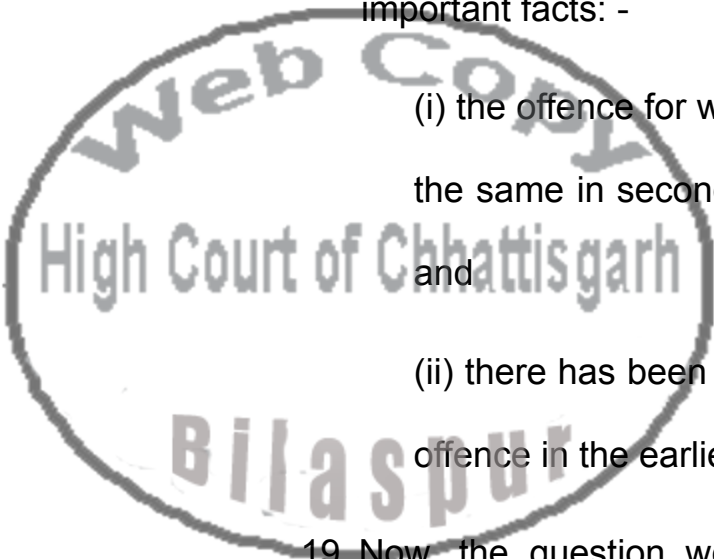 important facts: -
Web Copy
(i) the offence for w
the same in secon
High Court of Chhattisgarh
and
(ii) there has been
Bilaspur
offence in the earlie
19 Now, the question we